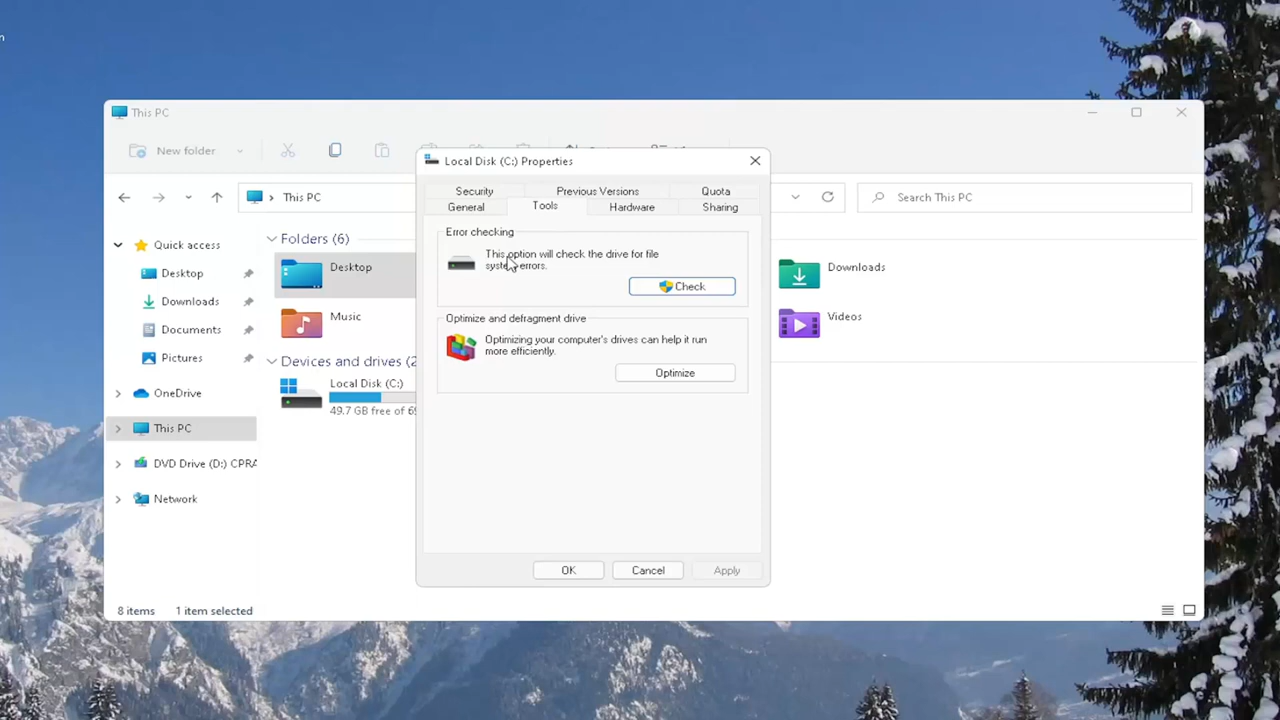 n
This PC
New folder
This PC
Search This PC
Quick access
Desktop
Downloads
Documents
Pictures
OneDrive
This PC
DVD Drive (D:) CPRA
Network
Folders (6)
Desktop
Music
Downloads
Videos
Devices and drives (2
Local Disk (C:)
49.7 GB free of 69
8 items
1 item selected
Local Disk (C:) Properties
Security
Previous Versions
Quota
General
Tools
Hardware
Sharing
Error checking
This option will check the drive for file
system errors.
Check
Optimize and defragment drive
Optimizing your computer's drives can help it run
more efficiently.
Optimize
OK
Cancel
Apply